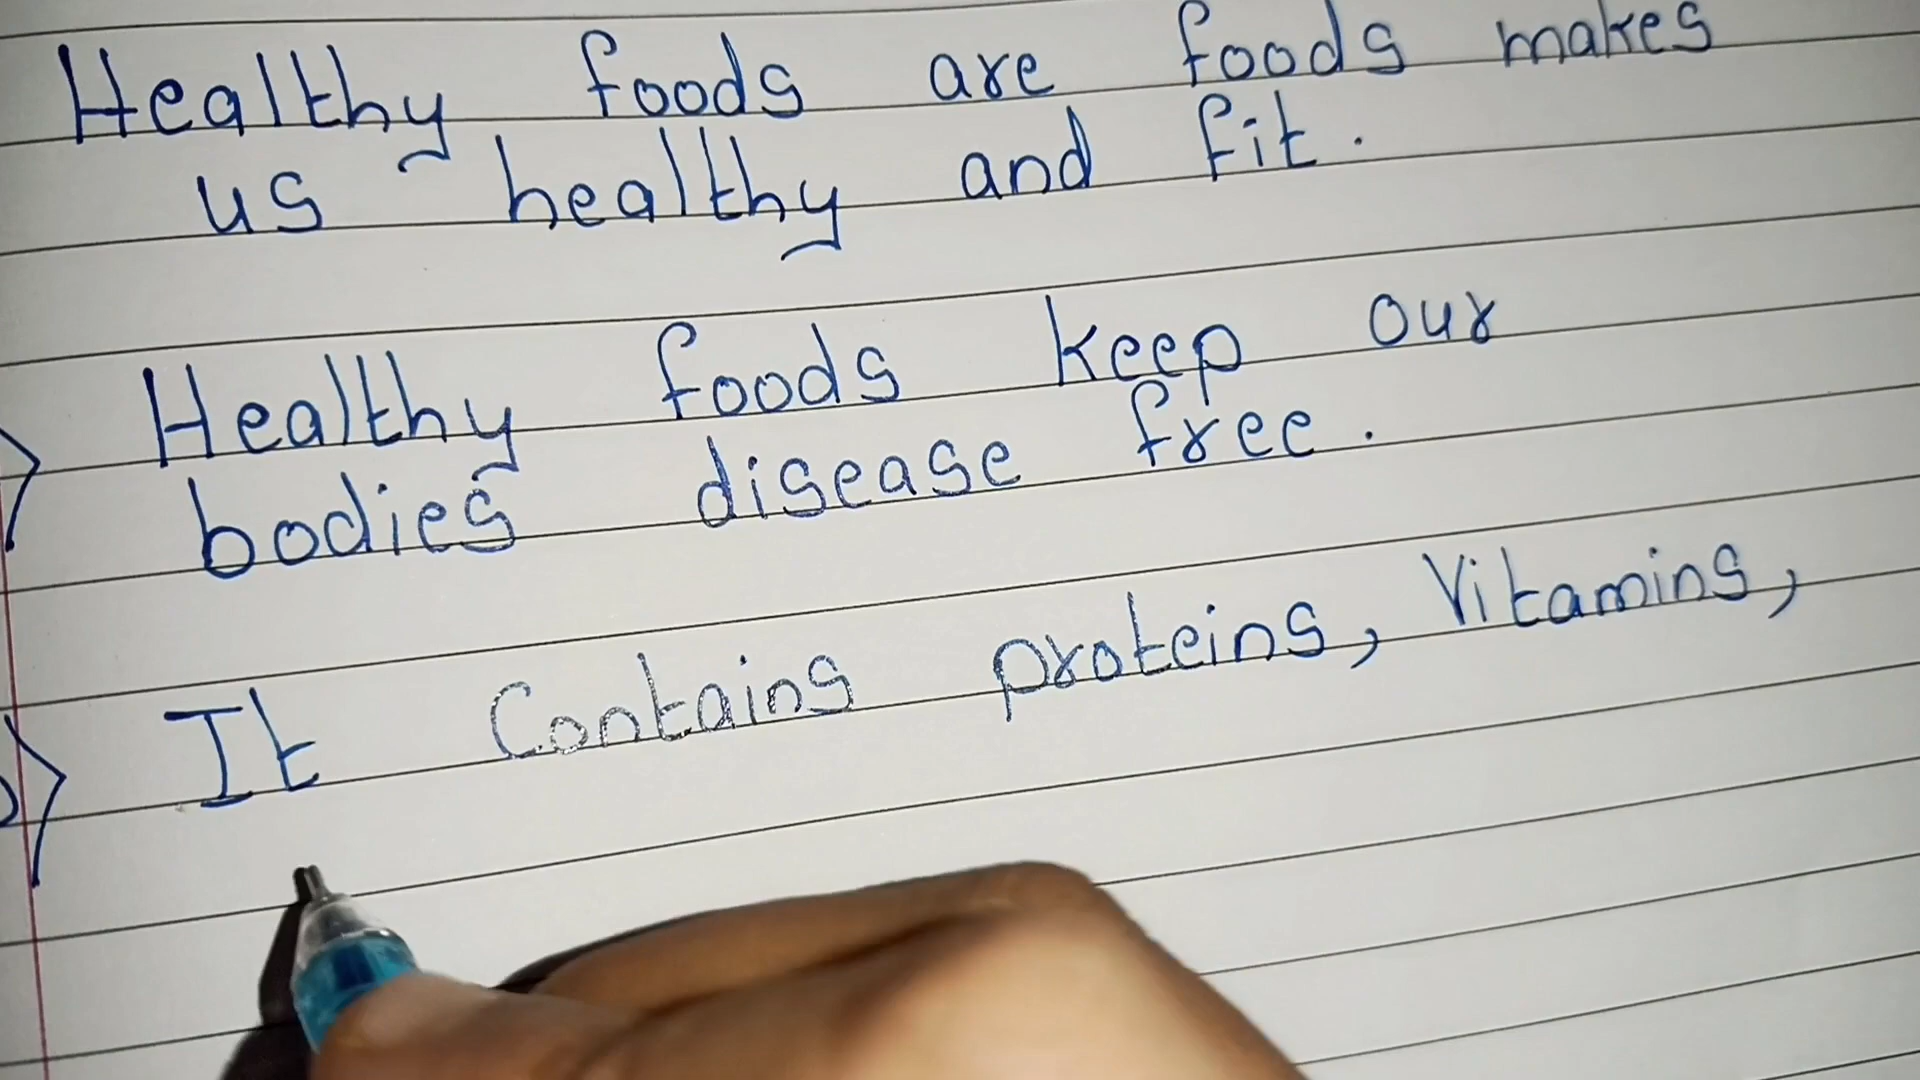 Healthy foods are foods makes
us healthy and fit.
Healthy foods keep our
bodies disease free.
It Contains proteins, Vitamins,